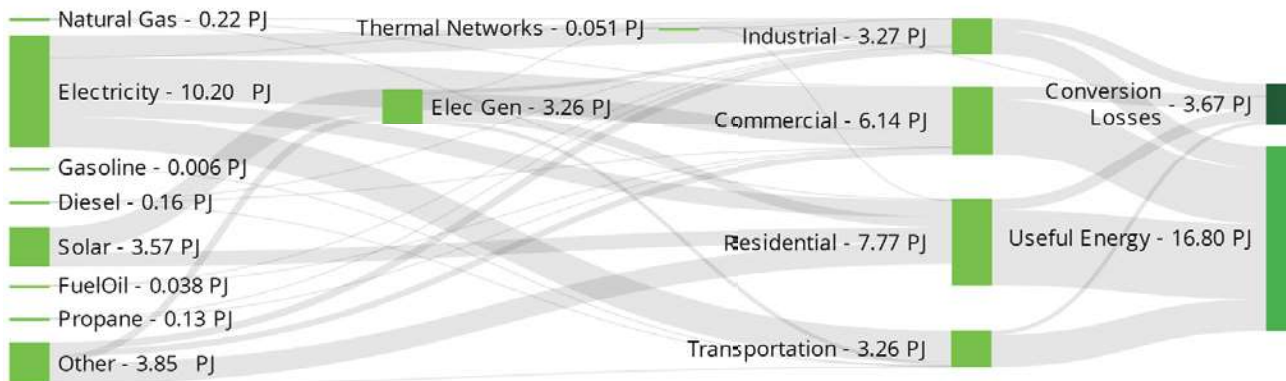 Natural Gas - 0.22 PJ
Thermal Networks - 0.051 PJ
Industrial - 3.27 PJ
Electricity - 10.20 PJ
Elec Gen - 3.26 PJ
Commercial - 6.14 PJ
Conversion
Losses - 3.67 PJ
Gasoline - 0.006 PJ
Diesel - 0.16 PJ
Solar - 3.57 PJ
Residential - 7.77 PJ
Useful Energy - 16.80 PJ
FuelOil - 0.038 PJ
Propane - 0.13 PJ
Transportation - 3.26 PJ
Other - 3.85 PJ